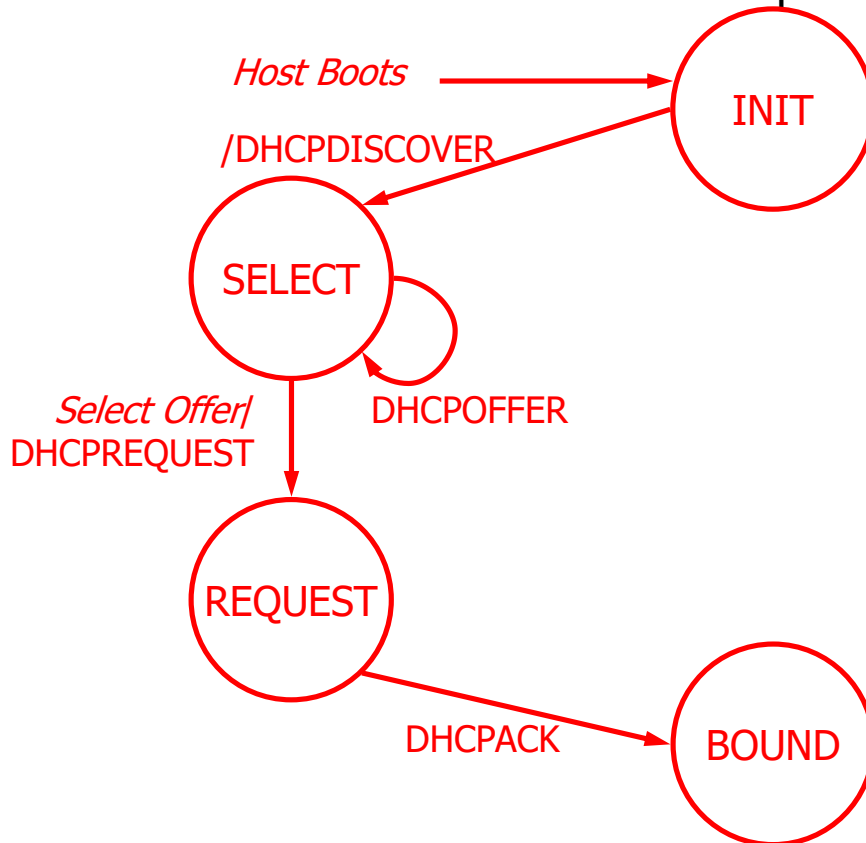 Host Boots
INIT
/DHCPDISCOVER
SELECT
Select Offer/
DHCPREQUEST
DHCPOFFER
REQUEST
DHCPACK
BOUND